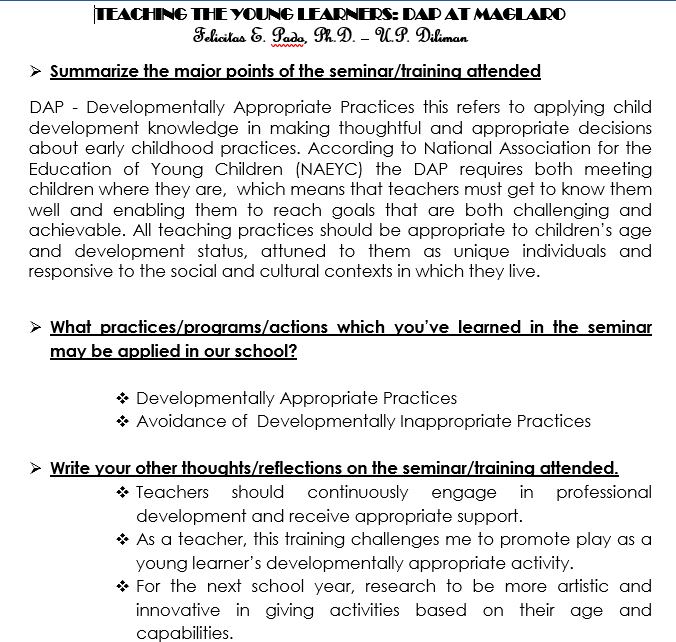 TEACHING THE YOUNG LEARNERS: DAP AT MAGLARO
Felicitas E. Pado, Ph.D. – U.P. Diliman
➢ Summarize the major points of the seminar/training attended
DAP - Developmentally Appropriate Practices this refers to applying child
development knowledge in making thoughtful and appropriate decisions
about early childhood practices. According to National Association for the
Education of Young Children (NAEYC) the DAP requires both meeting
children where they are, which means that teachers must get to know them
well and enabling them to reach goals that are both challenging and
achievable. All teaching practices should be appropriate to children's age
and development status, attuned to them as unique individuals and
responsive to the social and cultural contexts in which they live.
➢ What practices/programs/actions which you've learned in the seminar
may be applied in our school?
❖ Developmentally Appropriate Practices
❖ Avoidance of Developmentally Inappropriate Practices
➢ Write your other thoughts/reflections on the seminar/training attended.
❖ Teachers should continuously engage in professional
development and receive appropriate support.
❖ As a teacher, this training challenges me to promote play as a
young learner's developmentally appropriate activity.
❖ For the next school year, research to be more artistic and
innovative in giving activities based on their age and
capabilities.